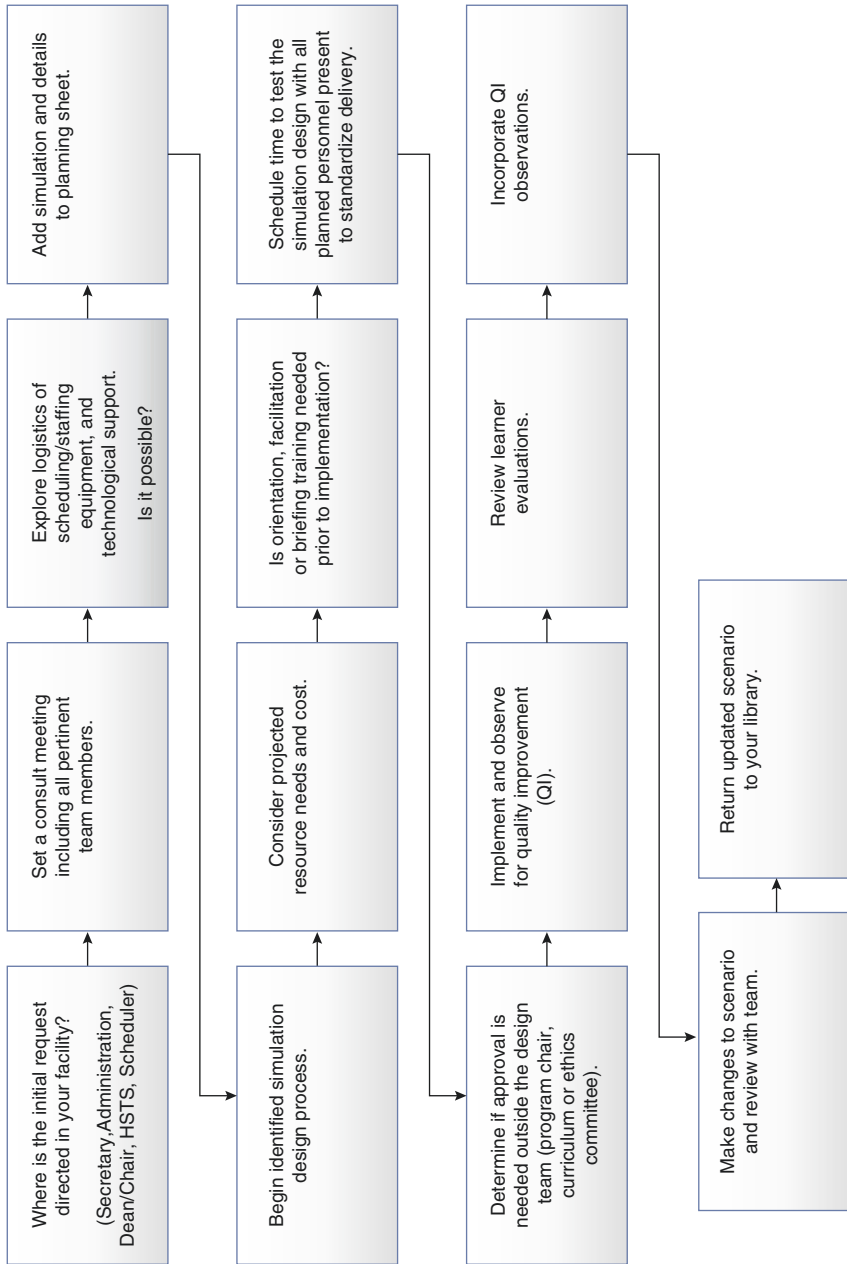 Where is the initial request
directed in your facility?
(Secretary,Administration,
Dean/Chair, HSTS, Scheduler)
Set a consult meeting
including all pertinent
team members.
Explore logistics of
scheduling/staffing
equipment, and
technological support.
Is it possible?
Add simulation and details
to planning sheet.
Begin identified simulation
design process.
Consider projected
resource needs and cost.
Is orientation, facilitation
or briefing training needed
prior to implementation?
Schedule time to test the
simulation design with all
planned personnel present
to standardize delivery.
Determine if approval is
needed outside the design
team (program chair,
curriculum or ethics
committee).
Implement and observe
for quality improvement
(QI).
Review learner
evaluations.
Incorporate QI
observations.
Make changes to scenario
and review with team.
Return updated scenario
to your library.